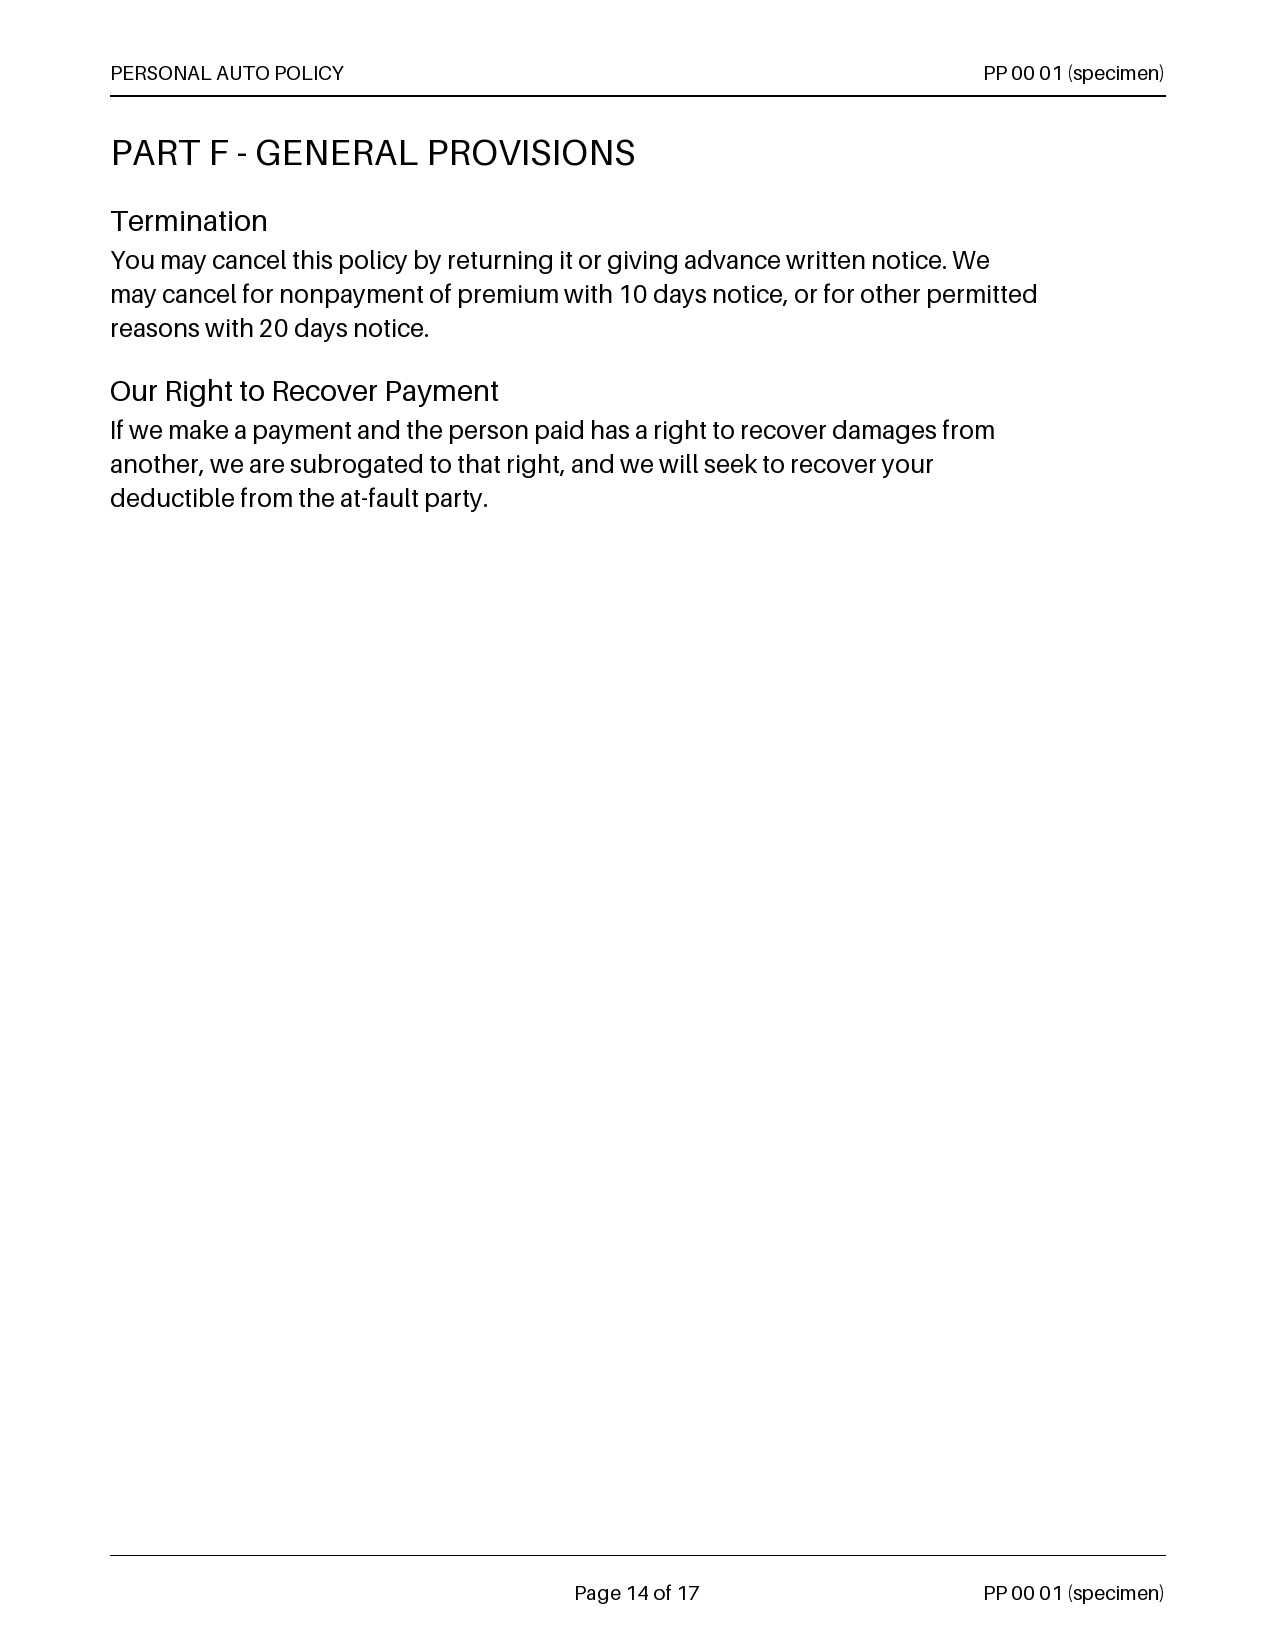 PERSONAL AUTO POLICY PP 00 01 (specimen)
PART F - GENERAL PROVISIONS
Termination
You may cancel this policy by returning it or giving advance written notice. We
may cancel for nonpayment of premium with 10 days notice, or for other permitted
reasons with 20 days notice.
Our Right to Recover Payment
If we make a payment and the person paid has a right to recover damages from
another, we are subrogated to that right, and we will seek to recover your
deductible from the at-fault party.
Page 14 of 17 PP 00 01 (specimen)